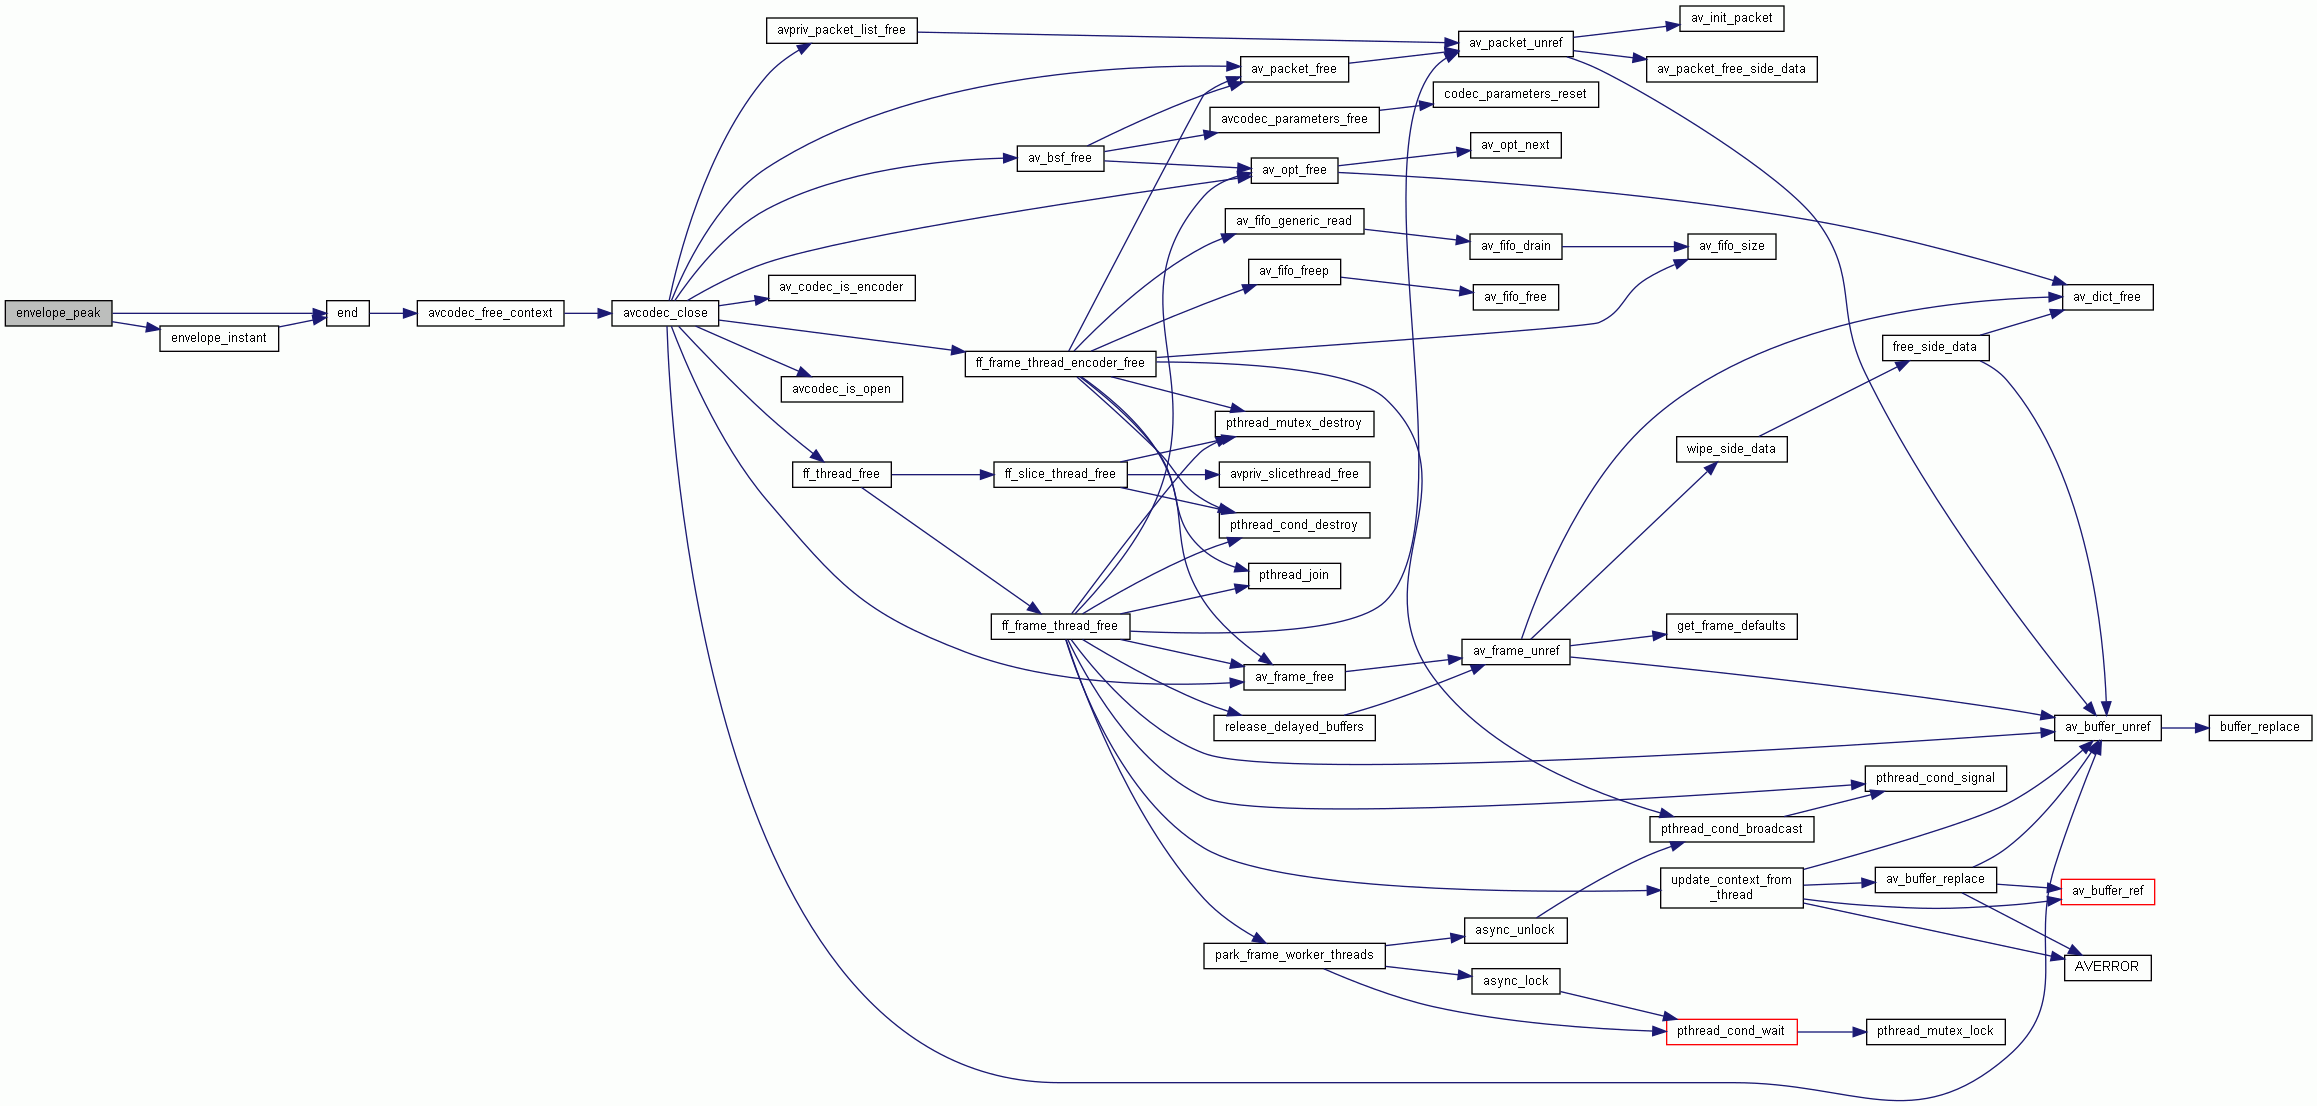 envelope_peak
envelope_instant
end
avcodec_free_context
avcodec_close
avpriv_packet_list_free
av_codec_is_encoder
avcodec_is_open
ff_thread_free
av_bsf_free
ff_frame_thread_encoder_free
ff_slice_thread_free
ff_frame_thread_free
av_packet_free
avcodec_parameters_free
av_opt_free
av_fifo_generic_read
av_fifo_freep
pthread_mutex_destroy
avpriv_slicethread_free
pthread_cond_destroy
pthread_join
av_frame_free
release_delayed_buffers
park_frame_worker_threads
av_packet_unref
codec_parameters_reset
av_opt_next
av_fifo_drain
av_fifo_free
av_frame_unref
async_unlock
async_lock
av_init_packet
av_packet_free_side_data
av_fifo_size
wipe_side_data
get_frame_defaults
pthread_cond_broadcast
update_context_from
_thread
pthread_cond_wait
free_side_data
pthread_cond_signal
av_buffer_replace
pthread_mutex_lock
av_dict_free
av_buffer_unref
av_buffer_ref
AVERROR
buffer_replace